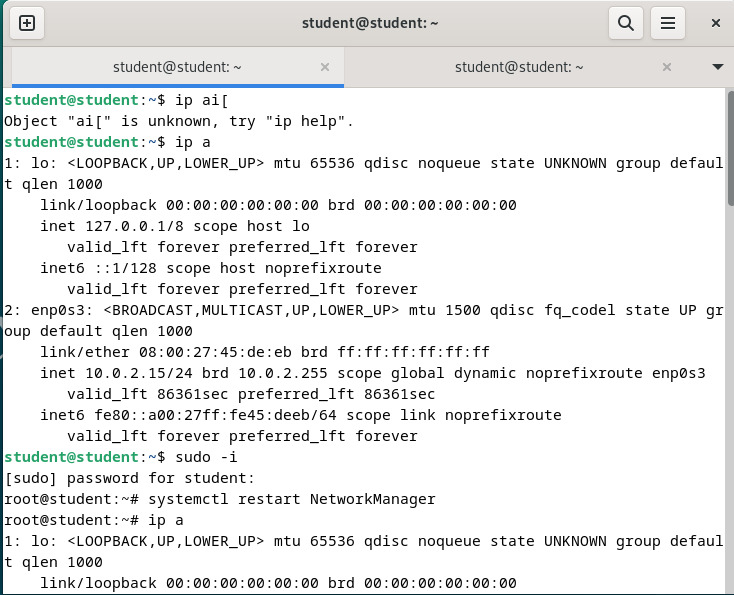 student@student: ~
student@student: ~
student@student: ~
student@student:~$ ip ai[
Object "ai[" is unknown, try "ip help".
student@student:~$ ip a
1: lo: <LOOPBACK,UP,LOWER_UP> mtu 65536 qdisc noqueue state UNKNOWN group defaul
t qlen 1000
    link/loopback 00:00:00:00:00:00 brd 00:00:00:00:00:00
    inet 127.0.0.1/8 scope host lo
       valid_lft forever preferred_lft forever
    inet6 ::1/128 scope host noprefixroute
       valid_lft forever preferred_lft forever
2: enp0s3: <BROADCAST,MULTICAST,UP,LOWER_UP> mtu 1500 qdisc fq_codel state UP gr
oup default qlen 1000
    link/ether 08:00:27:45:de:eb brd ff:ff:ff:ff:ff:ff
    inet 10.0.2.15/24 brd 10.0.2.255 scope global dynamic noprefixroute enp0s3
       valid_lft 86361sec preferred_lft 86361sec
    inet6 fe80::a00:27ff:fe45:deeb/64 scope link noprefixroute
       valid_lft forever preferred_lft forever
student@student:~$ sudo -i
[sudo] password for student:
root@student:~# systemctl restart NetworkManager
root@student:~# ip a
1: lo: <LOOPBACK,UP,LOWER_UP> mtu 65536 qdisc noqueue state UNKNOWN group defaul
t qlen 1000
    link/loopback 00:00:00:00:00:00 brd 00:00:00:00:00:00